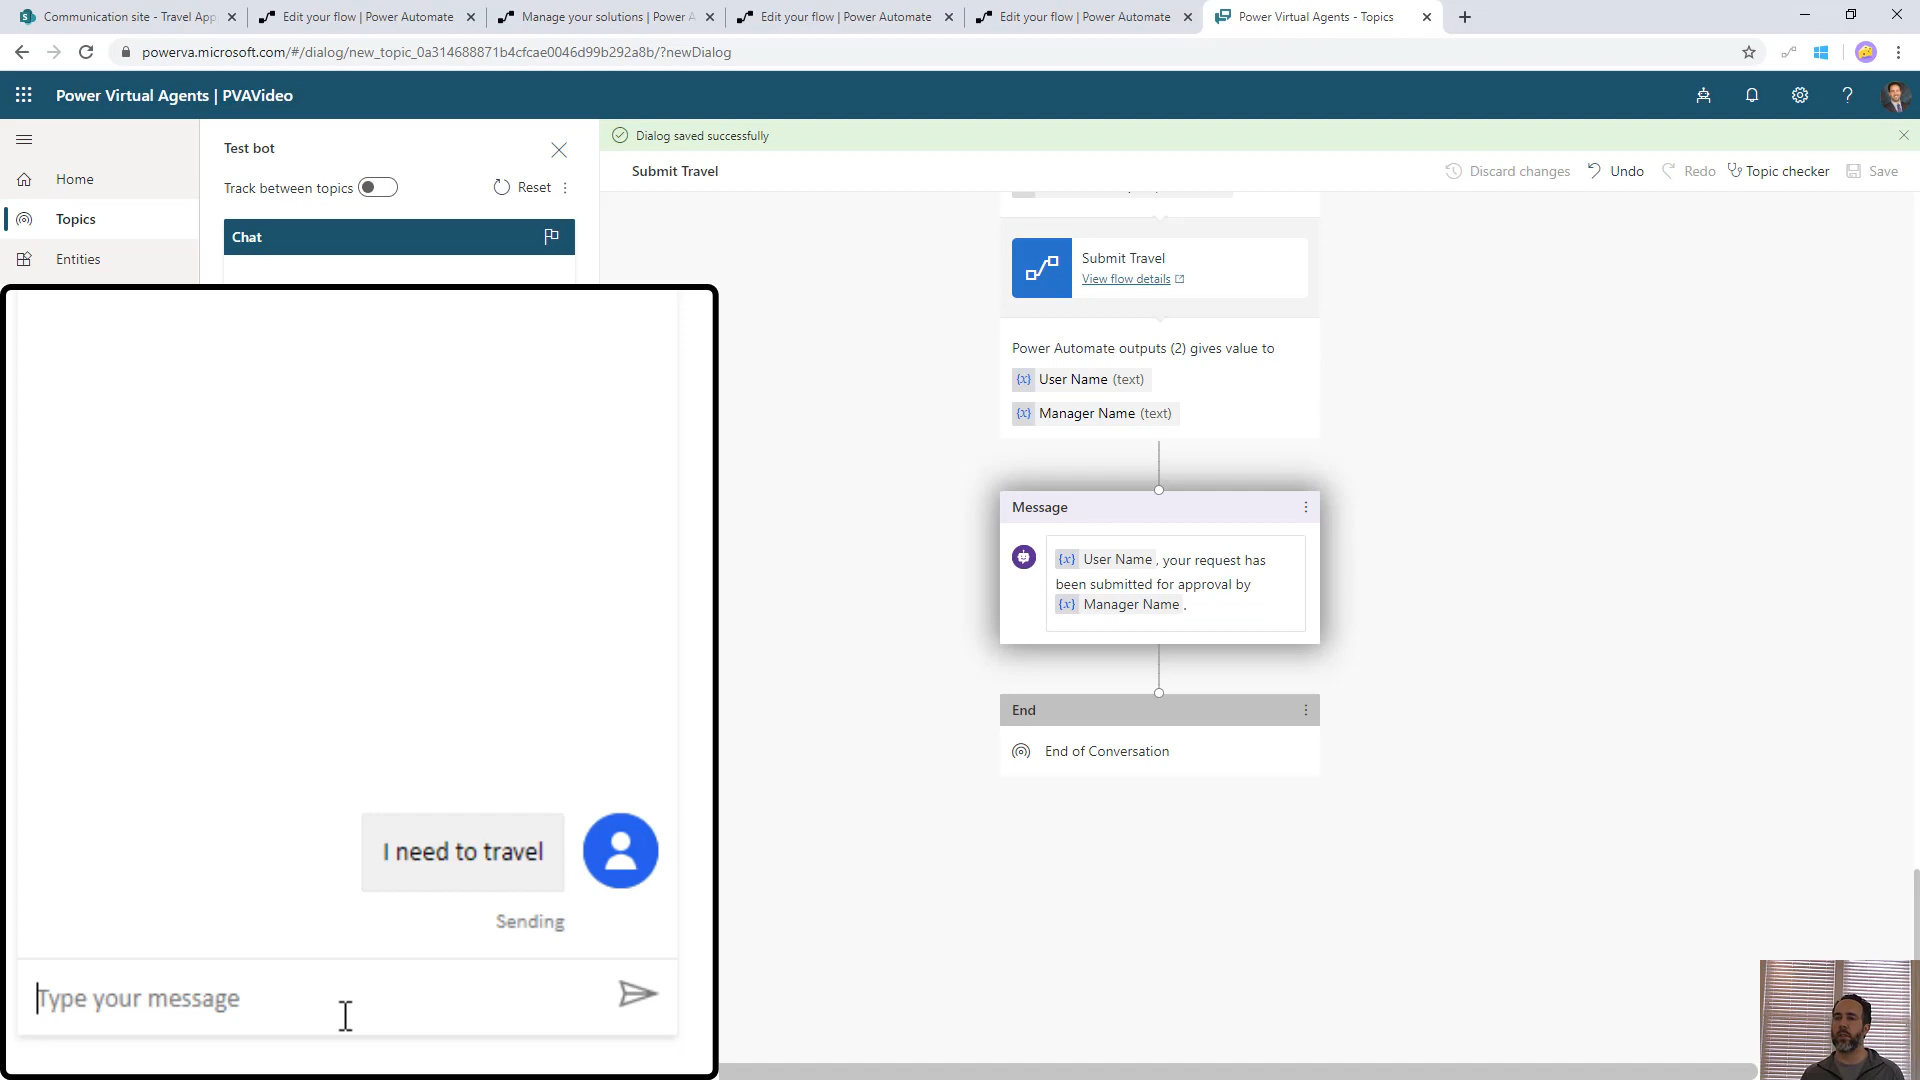 Communication site - Travel App
Edit your flow | Power Automate
Manage your solutions | Power A
Edit your flow | Power Automate
Edit your flow | Power Automate
Power Virtual Agents - Topics
powerva.microsoft.com/#/dialog/new_topic_0a314688871b4cfcae0046d99b292a8b/?newDialog
Power Virtual Agents | PVAVideo
Home
Topics
Entities
Test bot
Track between topics
Reset
Chat
I need to travel
Sending
Type your message
Dialog saved successfully
Submit Travel
Discard changes
Undo
Redo
Topic checker
Save
Submit Travel
View flow details
Power Automate outputs (2) gives value to
{x} User Name (text)
{x} Manager Name (text)
Message
{x} User Name , your request has
been submitted for approval by
{x} Manager Name .
End
End of Conversation